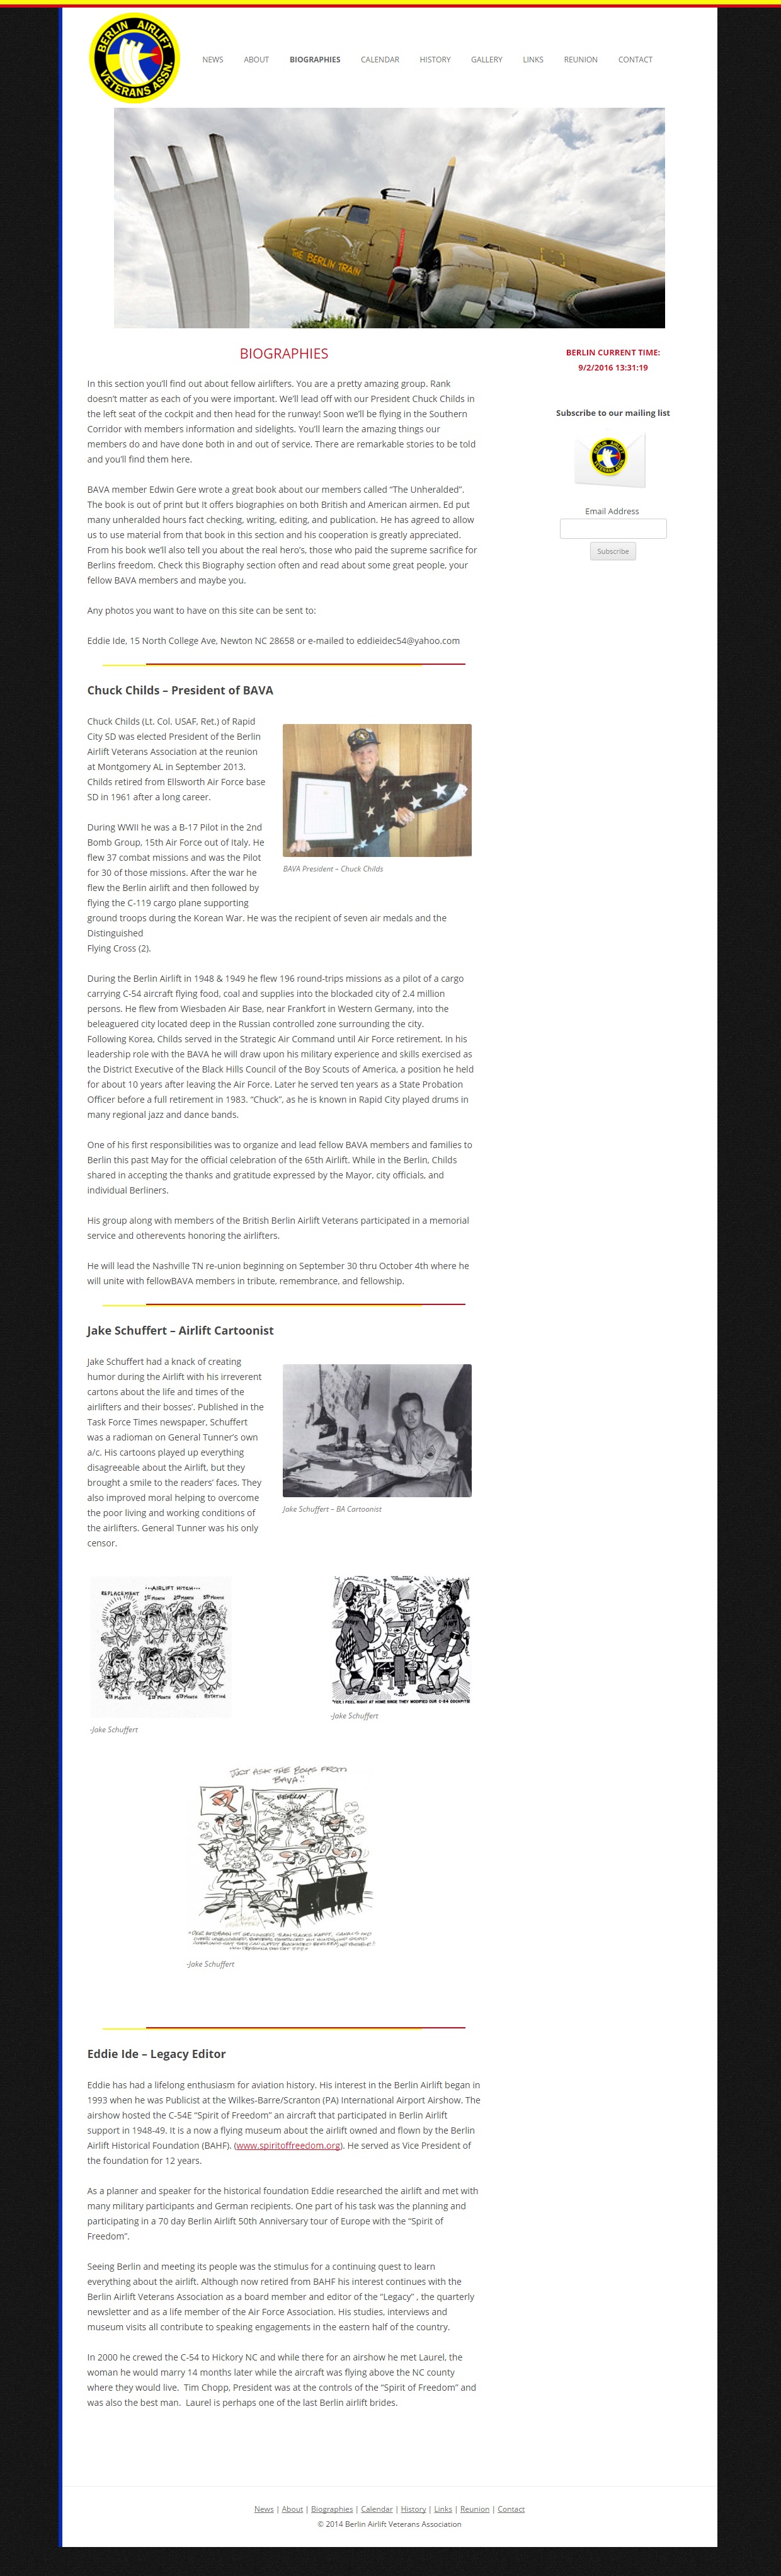 BERLIN AIRLIFT
VETERANS ASSN.
NEWS ABOUT BIOGRAPHIES CALENDAR HISTORY GALLERY LINKS REUNION CONTACT
THE BERLIN TRAIN
BIOGRAPHIES
In this section you’ll find out about fellow airlifters. You are a pretty amazing group. Rank
doesn’t matter as each of you were important. We’ll lead off with our President Chuck Childs in
the left seat of the cockpit and then head for the runway! Soon we’ll be flying in the Southern
Corridor with members information and sidelights. You’ll learn the amazing things our
members do and have done both in and out of service. There are remarkable stories to be told
and you’ll find them here.
BAVA member Edwin Gere wrote a great book about our members called “The Unheralded”.
The book is out of print but It offers biographies on both British and American airmen. Ed put
many unheralded hours fact checking, writing, editing, and publication. He has agreed to allow
us to use material from that book in this section and his cooperation is greatly appreciated.
From his book we’ll also tell you about the real hero’s, those who paid the supreme sacrifice for
Berlins freedom. Check this Biography section often and read about some great people, your
fellow BAVA members and maybe you.
Any photos you want to have on this site can be sent to:
Eddie Ide, 15 North College Ave, Newton NC 28658 or e-mailed to eddieidec54@yahoo.com
BERLIN CURRENT TIME:
9/2/2016 13:31:19
Subscribe to our mailing list
Email Address
Subscribe
Chuck Childs – President of BAVA
Chuck Childs (Lt. Col. USAF, Ret.) of Rapid
City SD was elected President of the Berlin
Airlift Veterans Association at the reunion
at Montgomery AL in September 2013.
Childs retired from Ellsworth Air Force base
SD in 1961 after a long career.
BAVA President – Chuck Childs
During WWII he was a B-17 Pilot in the 2nd
Bomb Group, 15th Air Force out of Italy. He
flew 37 combat missions and was the Pilot
for 30 of those missions. After the war he
flew the Berlin airlift and then followed by
flying the C-119 cargo plane supporting
ground troops during the Korean War. He was the recipient of seven air medals and the
Distinguished
Flying Cross (2).
During the Berlin Airlift in 1948 & 1949 he flew 196 round-trips missions as a pilot of a cargo
carrying C-54 aircraft flying food, coal and supplies into the blockaded city of 2.4 million
persons. He flew from Wiesbaden Air Base, near Frankfort in Western Germany, into the
beleaguered city located deep in the Russian controlled zone surrounding the city.
Following Korea, Childs served in the Strategic Air Command until Air Force retirement. In his
leadership role with the BAVA he will draw upon his military experience and skills exercised as
the District Executive of the Black Hills Council of the Boy Scouts of America, a position he held
for about 10 years after leaving the Air Force. Later he served ten years as a State Probation
Officer before a full retirement in 1983. “Chuck”, as he is known in Rapid City played drums in
many regional jazz and dance bands.
One of his first responsibilities was to organize and lead fellow BAVA members and families to
Berlin this past May for the official celebration of the 65th Airlift. While in the Berlin, Childs
shared in accepting the thanks and gratitude expressed by the Mayor, city officials, and
individual Berliners.
His group along with members of the British Berlin Airlift Veterans participated in a memorial
service and otherevents honoring the airlifters.
He will lead the Nashville TN re-union beginning on September 30 thru October 4th where he
will unite with fellowBAVA members in tribute, remembrance, and fellowship.
Jake Schuffert – Airlift Cartoonist
Jake Schuffert had a knack of creating
humor during the Airlift with his irreverent
cartons about the life and times of the
airlifters and their bosses’. Published in the
Task Force Times newspaper, Schuffert
was a radioman on General Tunner’s own
a/c. His cartoons played up everything
disagreeable about the Airlift, but they
brought a smile to the readers’ faces. They
also improved moral helping to overcome
the poor living and working conditions of
the airlifters. General Tunner was his only
censor.
Jake Schuffert – BA Cartoonist
---AIRLIFT HITCH---
REPLACEMENT 1ST MONTH 2ND MONTH 3RD MONTH
4TH MONTH 5TH MONTH 6TH MONTH ROTATION
-Jake Schuffert
I FEEL RIGHT AT HOME SINCE THEY MODIFIED OUR C-54 COCKPITS
-Jake Schuffert
JUST ASK THE BOYS FROM
BAVA!!
BERLIN
-Jake Schuffert
Eddie Ide – Legacy Editor
Eddie has had a lifelong enthusiasm for aviation history. His interest in the Berlin Airlift began in
1993 when he was Publicist at the Wilkes-Barre/Scranton (PA) International Airport Airshow. The
airshow hosted the C-54E “Spirit of Freedom” an aircraft that participated in Berlin Airlift
support in 1948-49. It is a now a flying museum about the airlift owned and flown by the Berlin
Airlift Historical Foundation (BAHF). (www.spiritoffreedom.org). He served as Vice President of
the foundation for 12 years.
As a planner and speaker for the historical foundation Eddie researched the airlift and met with
many military participants and German recipients. One part of his task was the planning and
participating in a 70 day Berlin Airlift 50th Anniversary tour of Europe with the “Spirit of
Freedom”.
Seeing Berlin and meeting its people was the stimulus for a continuing quest to learn
everything about the airlift. Although now retired from BAHF his interest continues with the
Berlin Airlift Veterans Association as a board member and editor of the “Legacy” , the quarterly
newsletter and as a life member of the Air Force Association. His studies, interviews and
museum visits all contribute to speaking engagements in the eastern half of the country.
In 2000 he crewed the C-54 to Hickory NC and while there for an airshow he met Laurel, the
woman he would marry 14 months later while the aircraft was flying above the NC county
where they would live. Tim Chopp, President was at the controls of the “Spirit of Freedom” and
was also the best man. Laurel is perhaps one of the last Berlin airlift brides.
News | About | Biographies | Calendar | History | Links | Reunion | Contact
© 2014 Berlin Airlift Veterans Association